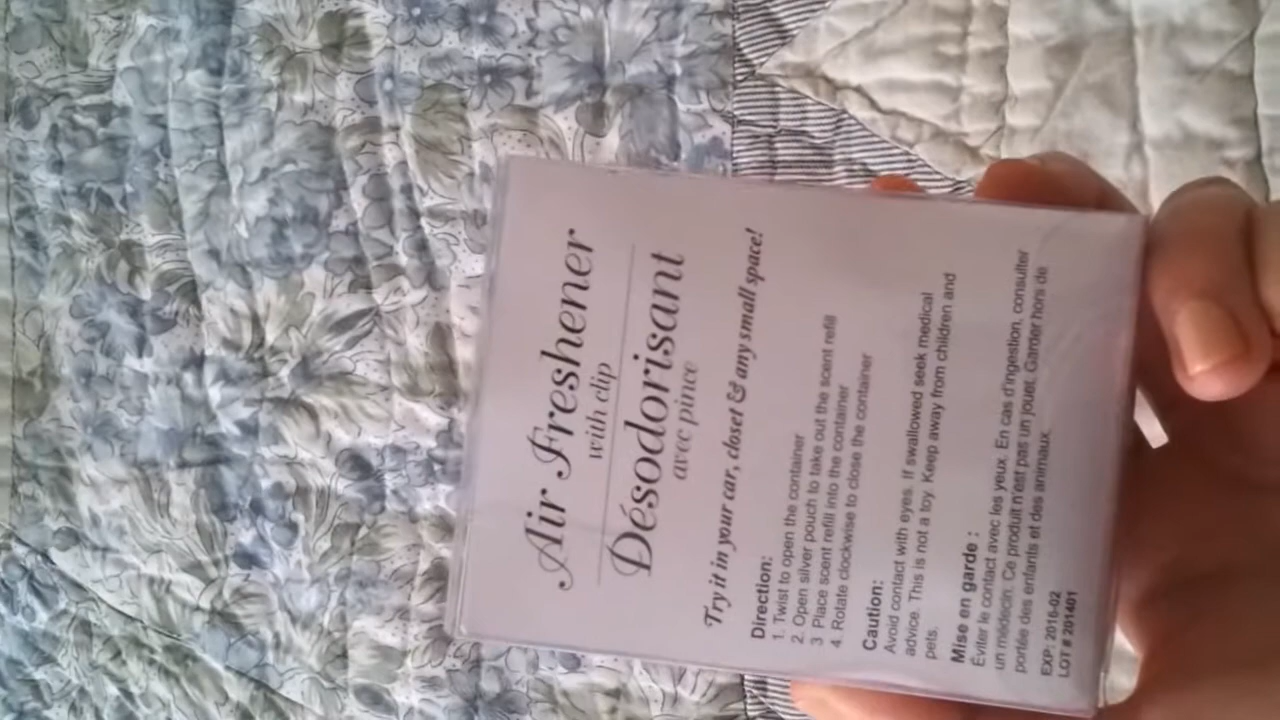 Air Freshener
with clip
Désodorisant
avec pince
Try it in your car, closet & any small space!
Direction:
1. Twist to open the container
2. Open silver pouch to take out the scent refill
3 Place scent refill into the container
4. Rotate clockwise to close the container
Caution:
Avoid contact with eyes. If swallowed seek medical
advice. This is not a toy. Keep away from children and
pets.
Mise en garde :
Éviter le contact avec les yeux. En cas d'ingestion, consulter
un médecin. Ce produit n'est pas un jouet. Garder hors de
portée des enfants et des animaux.
EXP: 2016-02
LOT # 201401